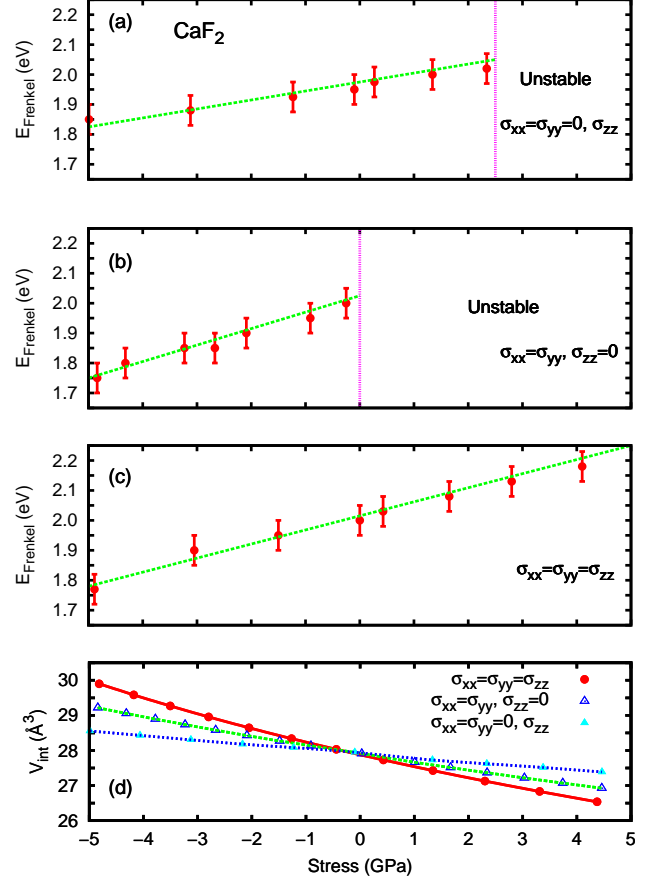 (a) CaF2
2.2
2.1
2.0
1.9
1.8
1.7
EFrenkel (eV)
Unstable
σxx=σyy=0, σzz
(b)
2.2
2.1
2.0
1.9
1.8
1.7
EFrenkel (eV)
Unstable
σxx=σyy, σzz=0
(c)
2.2
2.1
2.0
1.9
1.8
1.7
EFrenkel (eV)
σxx=σyy=σzz
30
29
28
27
26
Vint (Å3)
σxx=σyy=σzz
σxx=σyy, σzz=0
σxx=σyy=0, σzz
(d)
−5 −4 −3 −2 −1 0 1 2 3 4 5
Stress (GPa)